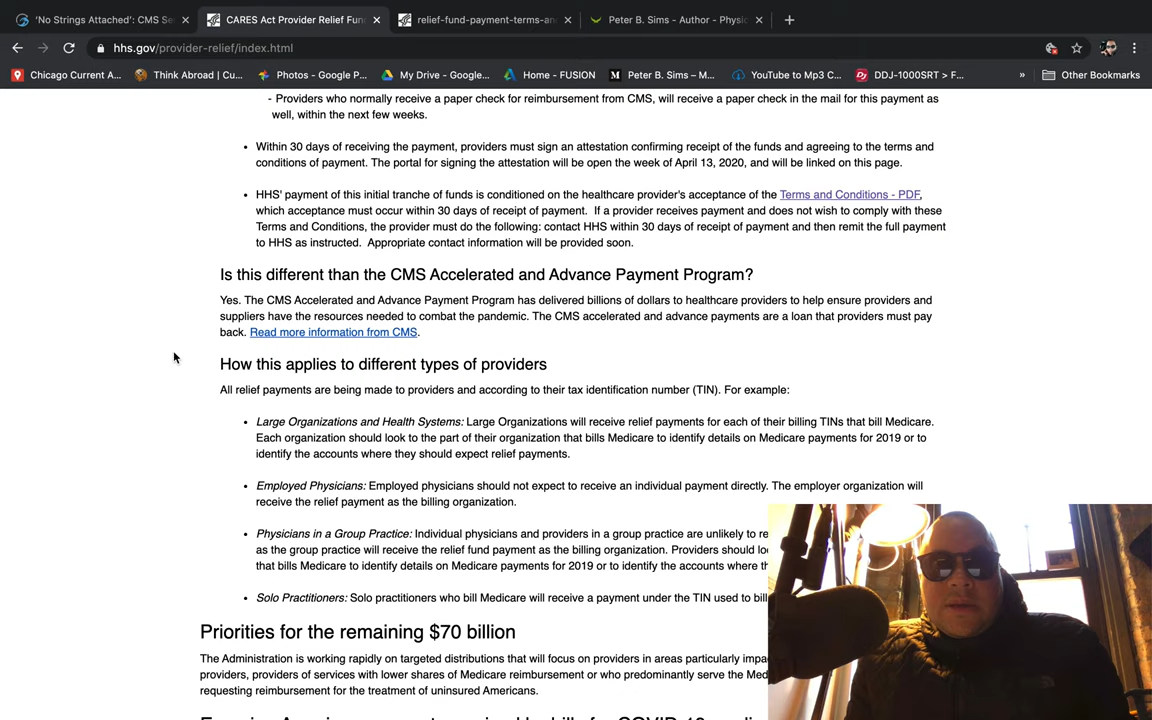 'No Strings Attached': CMS Se
CARES Act Provider Relief Fun
relief-fund-payment-terms-an
Peter B. Sims - Author - Physic
hhs.gov/provider-relief/index.html
Chicago Current A...
Think Abroad | Cu...
Photos - Google P...
My Drive - Google...
Home - FUSION
Peter B. Sims – M...
YouTube to Mp3 C...
DDJ-1000SRT > F...
»
Other Bookmarks
- Providers who normally receive a paper check for reimbursement from CMS, will receive a paper check in the mail for this payment as
well, within the next few weeks.
• Within 30 days of receiving the payment, providers must sign an attestation confirming receipt of the funds and agreeing to the terms and
conditions of payment. The portal for signing the attestation will be open the week of April 13, 2020, and will be linked on this page.
• HHS' payment of this initial tranche of funds is conditioned on the healthcare provider's acceptance of the Terms and Conditions - PDF,
which acceptance must occur within 30 days of receipt of payment. If a provider receives payment and does not wish to comply with these
Terms and Conditions, the provider must do the following: contact HHS within 30 days of receipt of payment and then remit the full payment
to HHS as instructed. Appropriate contact information will be provided soon.
Is this different than the CMS Accelerated and Advance Payment Program?
Yes. The CMS Accelerated and Advance Payment Program has delivered billions of dollars to healthcare providers to help ensure providers and
suppliers have the resources needed to combat the pandemic. The CMS accelerated and advance payments are a loan that providers must pay
back. Read more information from CMS.
How this applies to different types of providers
All relief payments are being made to providers and according to their tax identification number (TIN). For example:
• Large Organizations and Health Systems: Large Organizations will receive relief payments for each of their billing TINs that bill Medicare.
Each organization should look to the part of their organization that bills Medicare to identify details on Medicare payments for 2019 or to
identify the accounts where they should expect relief payments.
• Employed Physicians: Employed physicians should not expect to receive an individual payment directly. The employer organization will
receive the relief payment as the billing organization.
• Physicians in a Group Practice: Individual physicians and providers in a group practice are unlikely to re
as the group practice will receive the relief fund payment as the billing organization. Providers should lo
that bills Medicare to identify details on Medicare payments for 2019 or to identify the accounts where th
• Solo Practitioners: Solo practitioners who bill Medicare will receive a payment under the TIN used to bill
Priorities for the remaining $70 billion
The Administration is working rapidly on targeted distributions that will focus on providers in areas particularly impa
providers, providers of services with lower shares of Medicare reimbursement or who predominantly serve the Med
requesting reimbursement for the treatment of uninsured Americans.